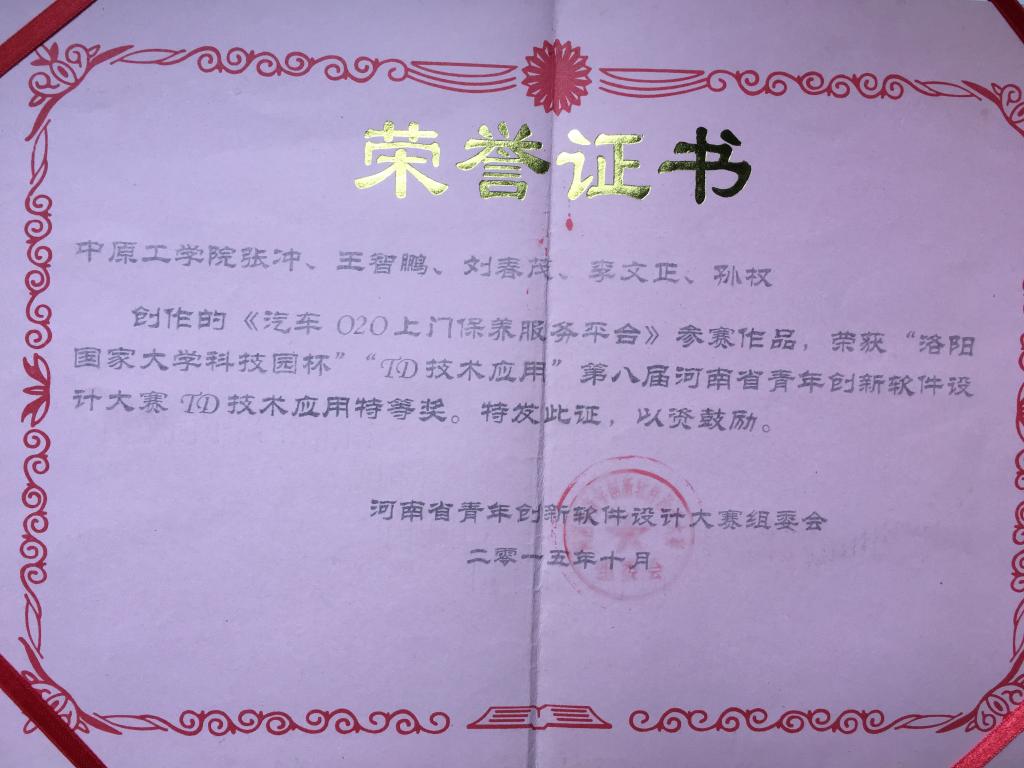 荣誉证书
中原工学院张冲、王智鹏、刘春茂、李文正、孙权
创作的《汽车O2O上门保养服务平台》参赛作品，荣获“洛阳
国家大学科技园杯”“TD技术应用”第八届河南省青年创新软件设
计大赛TD技术应用特等奖。特发此证，以资鼓励。
河南省青年创新软件设计大赛组委会
二零一五年十月